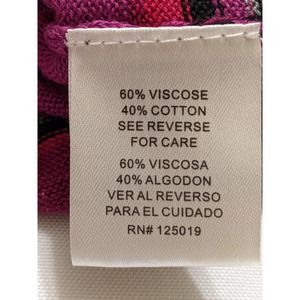 60% VISCOSE
40% COTTON
SEE REVERSE
FOR CARE
60% VISCOSA
40% ALGODON
VER AL REVERSO
PARA EL CUIDADO
RN# 125019